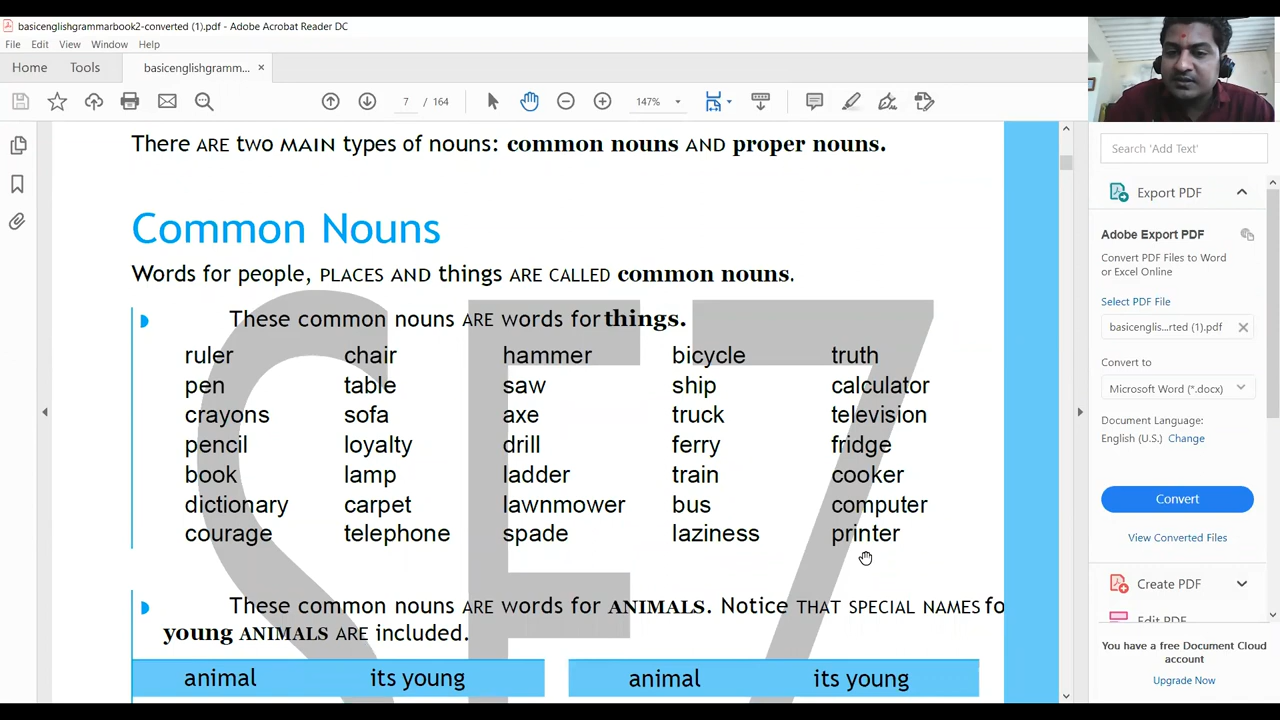 basicenglishgrammarbook2-converted (1).pdf - Adobe Acrobat Reader DC
File Edit View Window Help
Home Tools basicenglishgramm... ×
7 / 164 147%
There ARE two MAIN types of nouns: common nouns AND proper nouns.
Common Nouns
Words for people, PLACES AND things ARE CALLED common nouns.
These common nouns ARE words for things.
ruler chair hammer bicycle truth
pen table saw ship calculator
crayons sofa axe truck television
pencil loyalty drill ferry fridge
book lamp ladder train cooker
dictionary carpet lawnmower bus computer
courage telephone spade laziness printer
These common nouns ARE words for ANIMALS. Notice THAT SPECIAL NAMES fo
young ANIMALS ARE included.
animal its young animal its young
SE7
Search 'Add Text'
Export PDF
Adobe Export PDF
Convert PDF Files to Word
or Excel Online
Select PDF File
basicenglis...rted (1).pdf
Convert to
Microsoft Word (*.docx)
Document Language:
English (U.S.) Change
Convert
View Converted Files
Create PDF
Edit PDF
You have a free Document Cloud
account
Upgrade Now